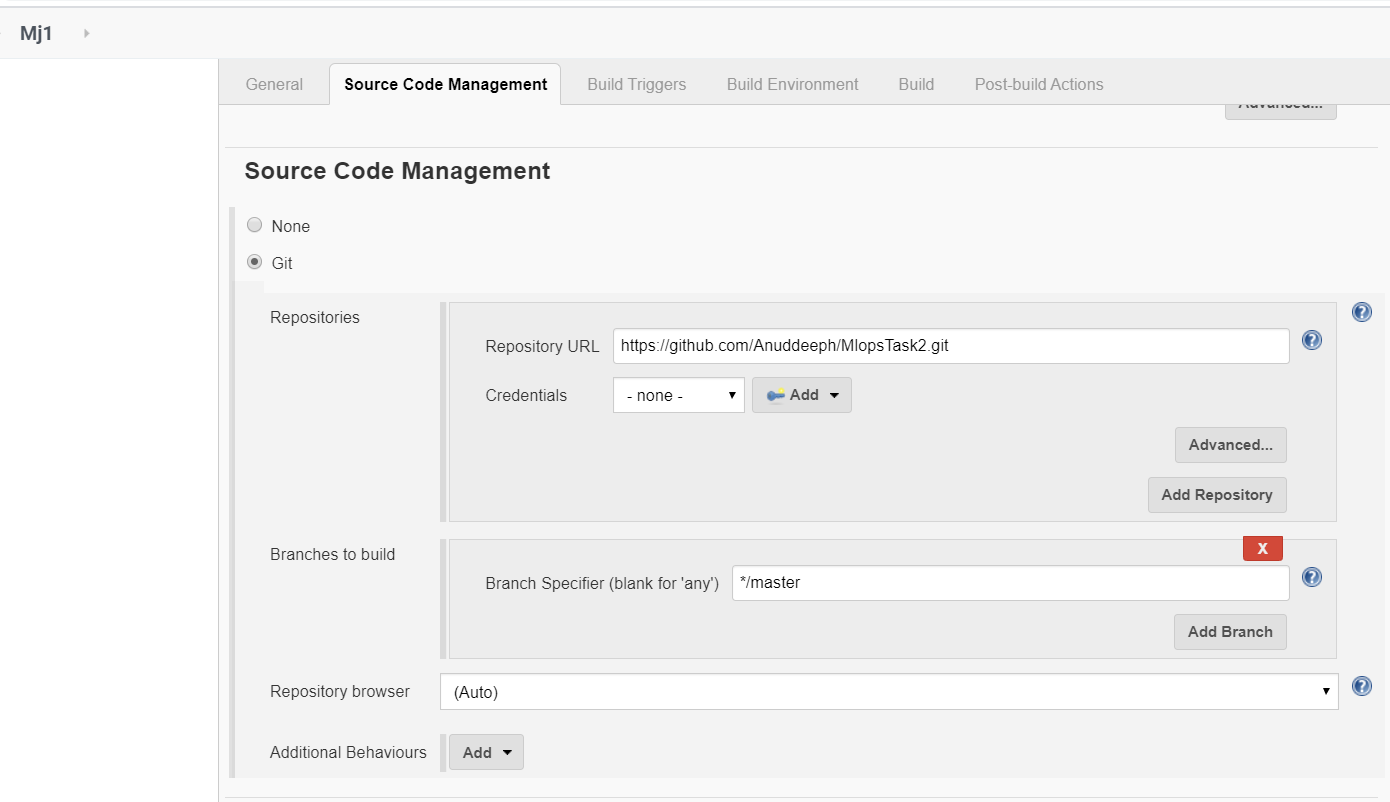 Mj1
General Source Code Management Build Triggers Build Environment Build Post-build Actions
Advanced...
Source Code Management
None
Git
Repositories
Repository URL https://github.com/Anuddeeph/MlopsTask2.git
Credentials - none - Add
Advanced...
Add Repository
Branches to build
X
Branch Specifier (blank for 'any') */master
Add Branch
Repository browser (Auto)
Additional Behaviours Add